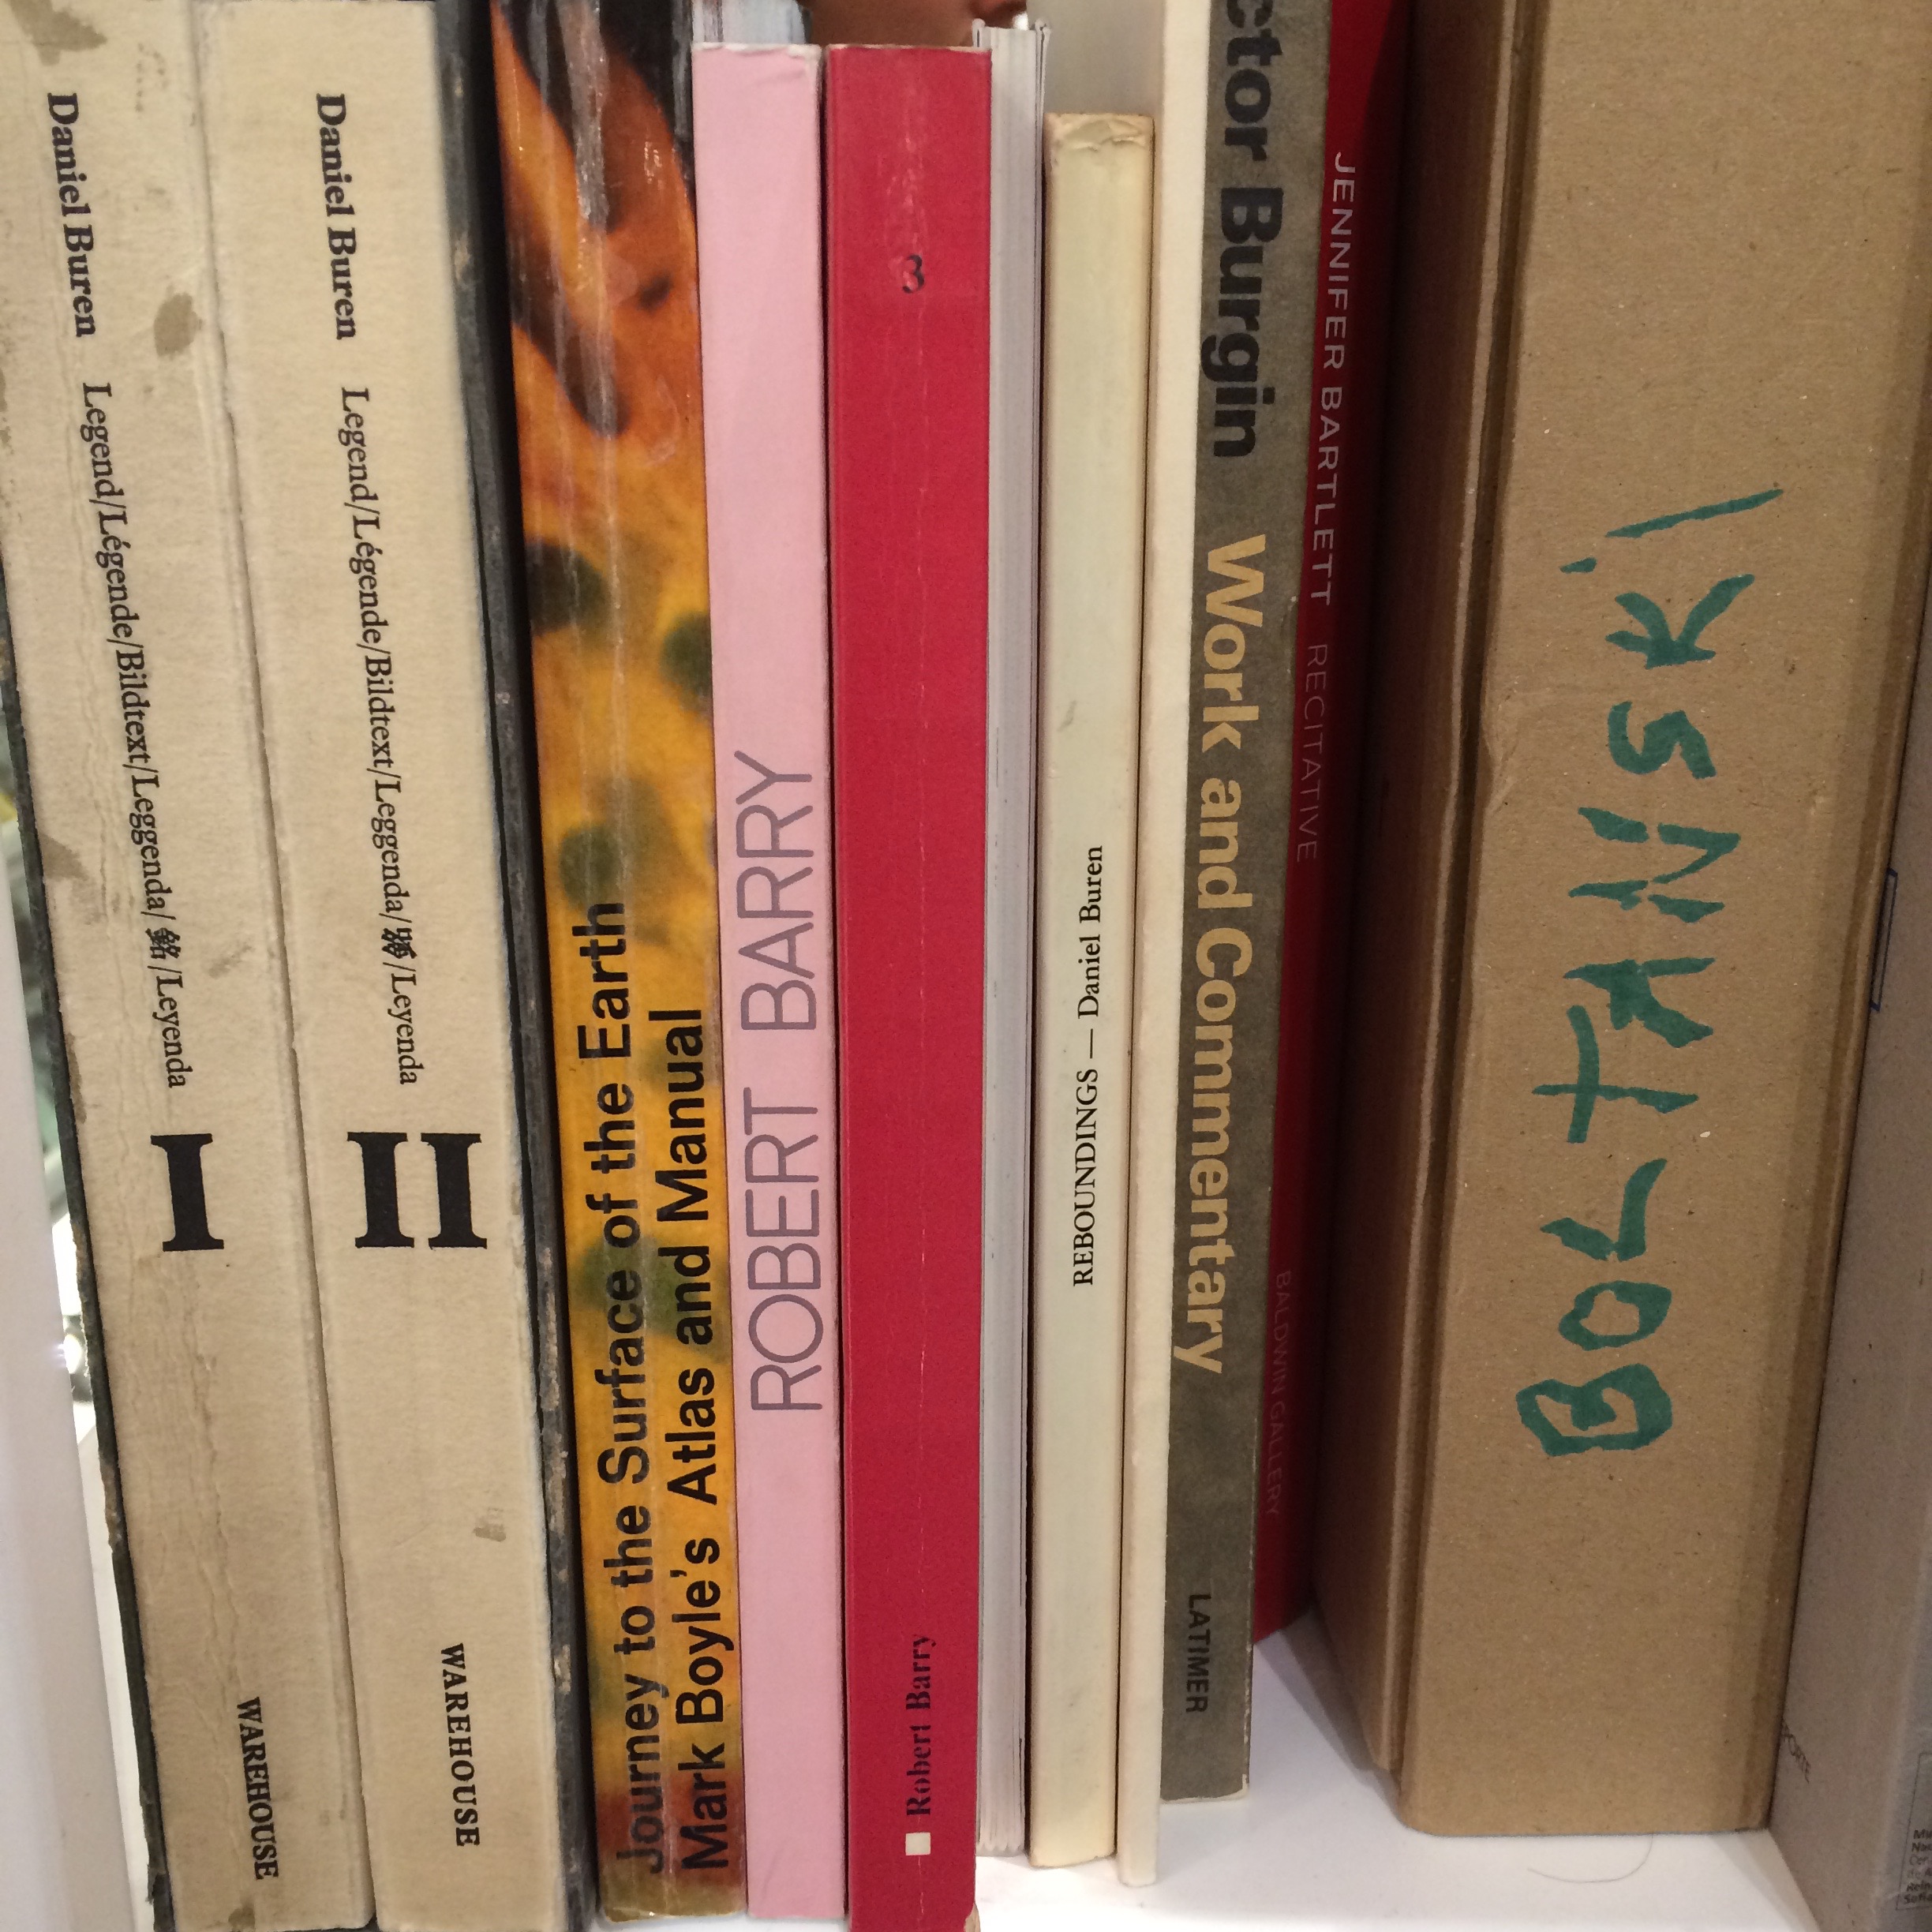 Daniel Buren Legend/Légende/Bildtext/Leggenda/銘/Leyenda
I
WAREHOUSE
Daniel Buren Legend/Légende/Bildtext/Leggenda/銘/Leyenda
II
WAREHOUSE
Journey to the Surface of the Earth
Mark Boyle's Atlas and Manual
ROBERT BARRY
3
Robert Barry
REBOUNDINGS — Daniel Buren
ctor Burgin Work and Commentary
LATIMER
JENNIFER BARTLETT RECITATIVE
BALDWIN GALLERY
BOLTANSKI